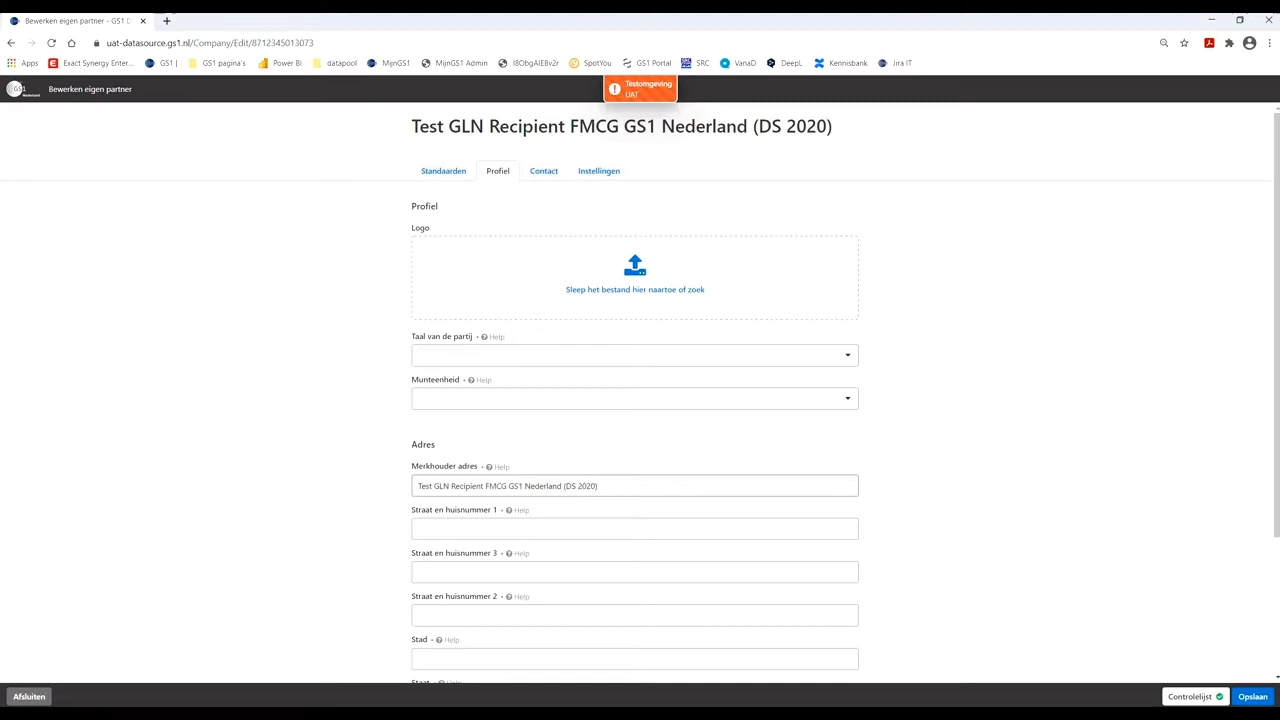 Bewerken eigen partner - GS1 D
uat-datasource.gs1.nl/Company/Edit/8712345013073
Apps
Exact Synergy Enter...
GS1 |
GS1 pagina's
Power BI
datapool
MijnGS1
MijnGS1 Admin
I8ObgAIEBv2r
SpotYou
GS1 Portal
SRC
VanaD
DeepL
Kennisbank
Jira IT
GS1
Nederland
Bewerken eigen partner
Testomgeving
UAT
Test GLN Recipient FMCG GS1 Nederland (DS 2020)
Standaarden
Profiel
Contact
Instellingen
Profiel
Logo
Sleep het bestand hier naartoe of zoek
Taal van de partij • Help
Munteenheid • Help
Adres
Merkhouder adres • Help
Test GLN Recipient FMCG GS1 Nederland (DS 2020)
Straat en huisnummer 1 • Help
Straat en huisnummer 3 • Help
Straat en huisnummer 2 • Help
Stad • Help
Staat • Help
Afsluiten
Controlelijst
Opslaan